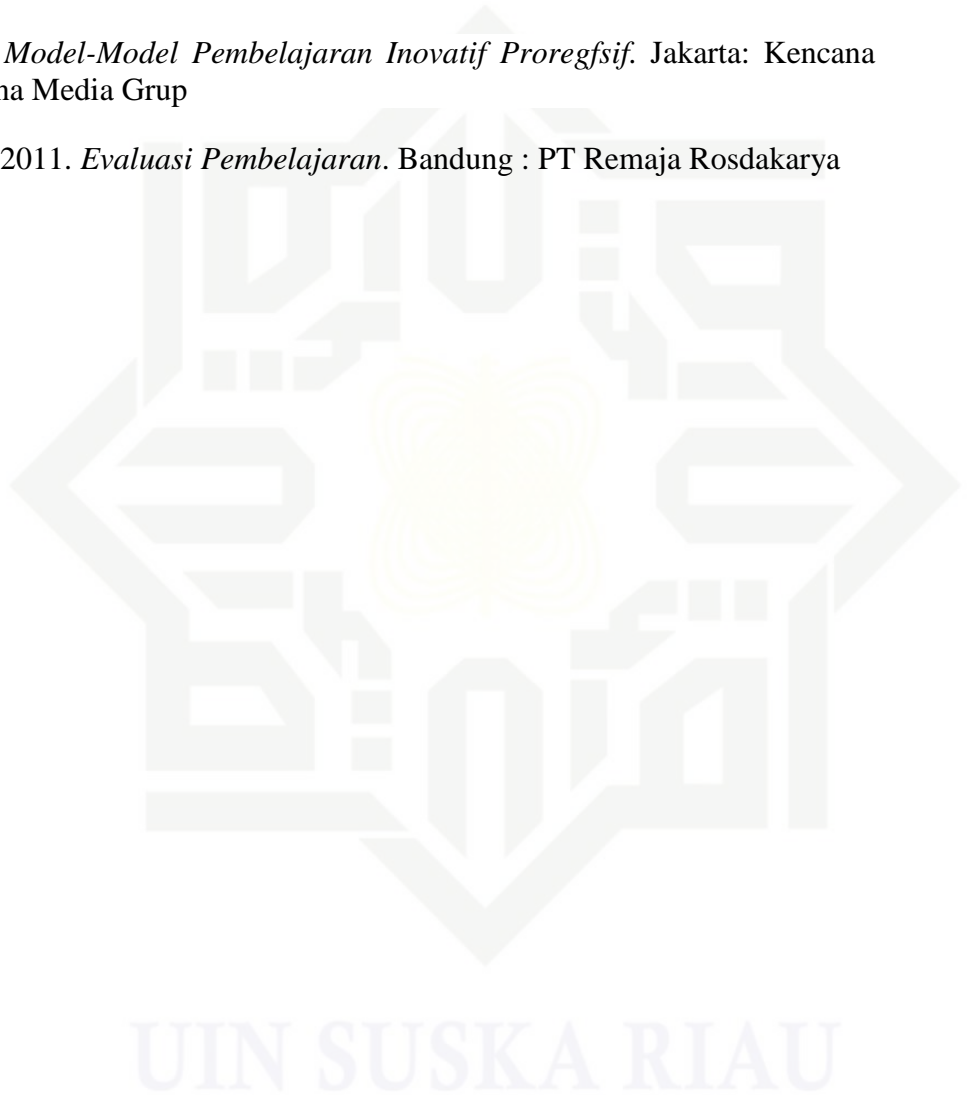 Model-Model Pembelajaran Inovatif Proregfsif. Jakarta: Kencana
na Media Grup
2011. Evaluasi Pembelajaran. Bandung : PT Remaja Rosdakarya
UIN SUSKA RIAU